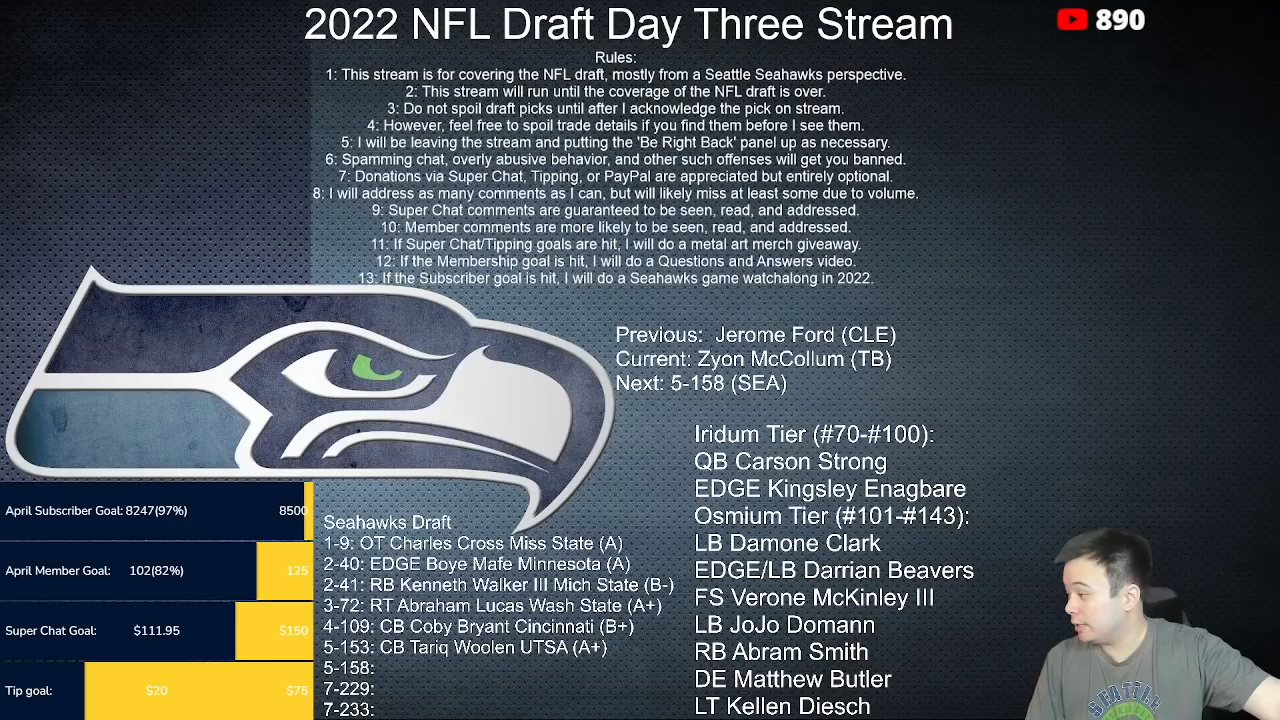 2022 NFL Draft Day Three Stream
890
Rules:
1: This stream is for covering the NFL draft, mostly from a Seattle Seahawks perspective.
2: This stream will run until the coverage of the NFL draft is over.
3: Do not spoil draft picks until after I acknowledge the pick on stream.
4: However, feel free to spoil trade details if you find them before I see them.
5: I will be leaving the stream and putting the 'Be Right Back' panel up as necessary.
6: Spamming chat, overly abusive behavior, and other such offenses will get you banned.
7: Donations via Super Chat, Tipping, or PayPal are appreciated but entirely optional.
8: I will address as many comments as I can, but will likely miss at least some due to volume.
9: Super Chat comments are guaranteed to be seen, read, and addressed.
10: Member comments are more likely to be seen, read, and addressed.
11: If Super Chat/Tipping goals are hit, I will do a metal art merch giveaway.
12: If the Membership goal is hit, I will do a Questions and Answers video.
13: If the Subscriber goal is hit, I will do a Seahawks game watchalong in 2022.
Previous: Jerome Ford (CLE)
Current: Zyon McCollum (TB)
Next: 5-158 (SEA)
April Subscriber Goal: 8247(97%) 8500
April Member Goal: 102(82%) 125
Super Chat Goal: $111.95 $150
Tip goal: $20 $75
Seahawks Draft
1-9: OT Charles Cross Miss State (A)
2-40: EDGE Boye Mafe Minnesota (A)
2-41: RB Kenneth Walker III Mich State (B-)
3-72: RT Abraham Lucas Wash State (A+)
4-109: CB Coby Bryant Cincinnati (B+)
5-153: CB Tariq Woolen UTSA (A+)
5-158:
7-229:
7-233:
Iridum Tier (#70-#100):
QB Carson Strong
EDGE Kingsley Enagbare
Osmium Tier (#101-#143):
LB Damone Clark
EDGE/LB Darrian Beavers
FS Verone McKinley III
LB JoJo Domann
RB Abram Smith
DE Matthew Butler
LT Kellen Diesch
SEATTLE